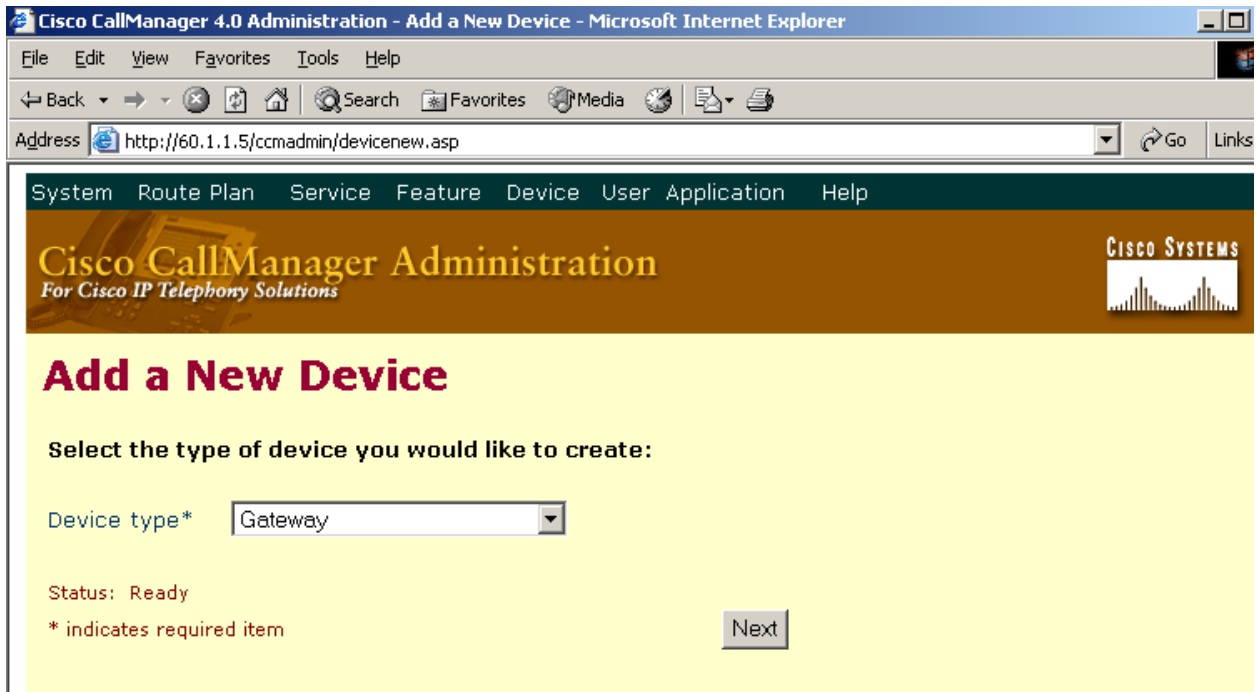 Cisco CallManager 4.0 Administration - Add a New Device - Microsoft Internet Explorer
File Edit View Favorites Tools Help
Back Search Favorites Media
Address http://60.1.1.5/ccmadmin/devicenew.asp Go Links
System Route Plan Service Feature Device User Application Help
Cisco CallManager Administration
For Cisco IP Telephony Solutions
CISCO SYSTEMS
Add a New Device
Select the type of device you would like to create:
Device type* Gateway
Status: Ready
* indicates required item
Next